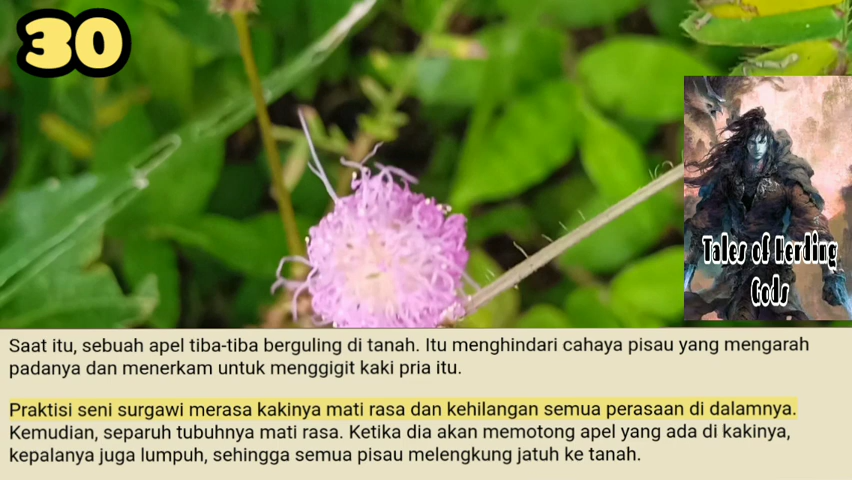 30
Tales of Herding
Gods
Saat itu, sebuah apel tiba-tiba berguling di tanah. Itu menghindari cahaya pisau yang mengarah
padanya dan menerkam untuk menggigit kaki pria itu.
Praktisi seni surgawi merasa kakinya mati rasa dan kehilangan semua perasaan di dalamnya.
Kemudian, separuh tubuhnya mati rasa. Ketika dia akan memotong apel yang ada di kakinya,
kepalanya juga lumpuh, sehingga semua pisau melengkung jatuh ke tanah.